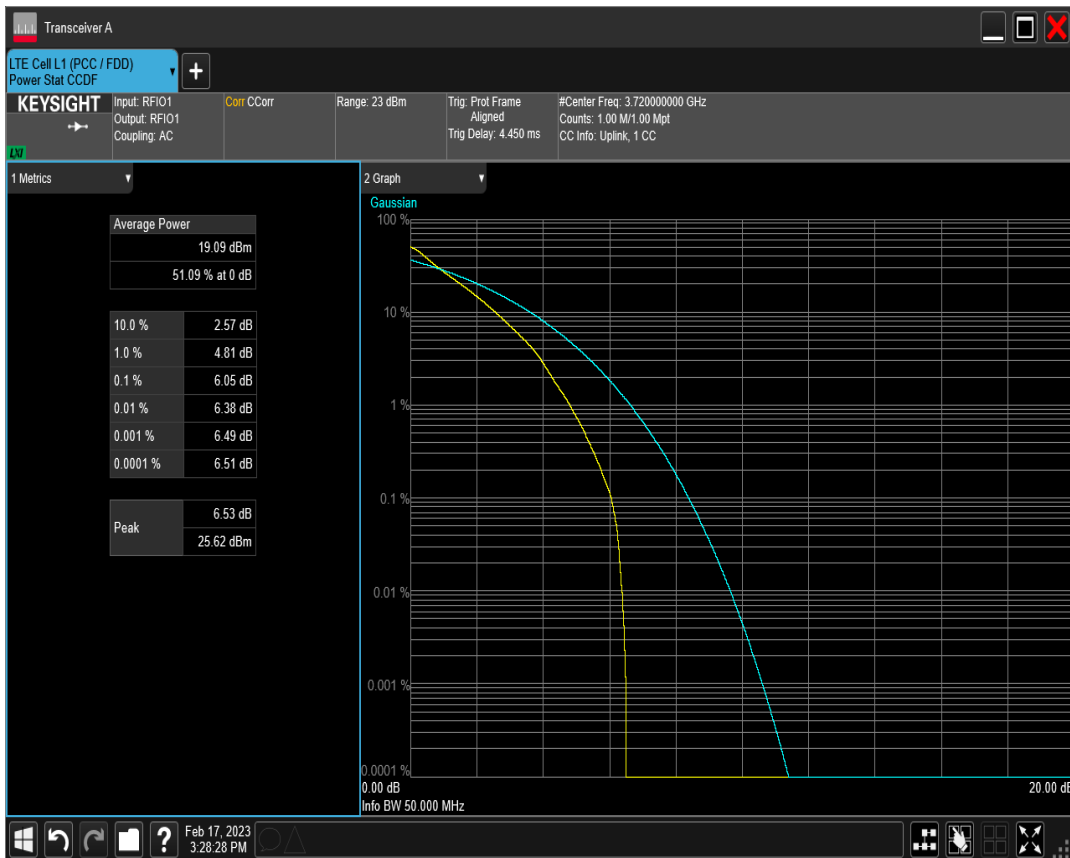 Transceiver A
LTE Cell L1 (PCC / FDD)
Power Stat CCDF
KEYSIGHT
LXI
Input: RFIO1
Output: RFIO1
Coupling: AC
Corr CCorr
Range: 23 dBm
Trig: Prot Frame
Aligned
Trig Delay: 4.450 ms
#Center Freq: 3.720000000 GHz
Counts: 1.00 M/1.00 Mpt
CC Info: Uplink, 1 CC
1 Metrics
Average Power
19.09 dBm
51.09 % at 0 dB
10.0 % 2.57 dB
1.0 % 4.81 dB
0.1 % 6.05 dB
0.01 % 6.38 dB
0.001 % 6.49 dB
0.0001 % 6.51 dB
Peak
6.53 dB
25.62 dBm
2 Graph
Gaussian
100 %
10 %
1 %
0.1 %
0.01 %
0.001 %
0.0001 %
0.00 dB 20.00 dB
Info BW 50.000 MHz
Feb 17, 2023
3:28:28 PM